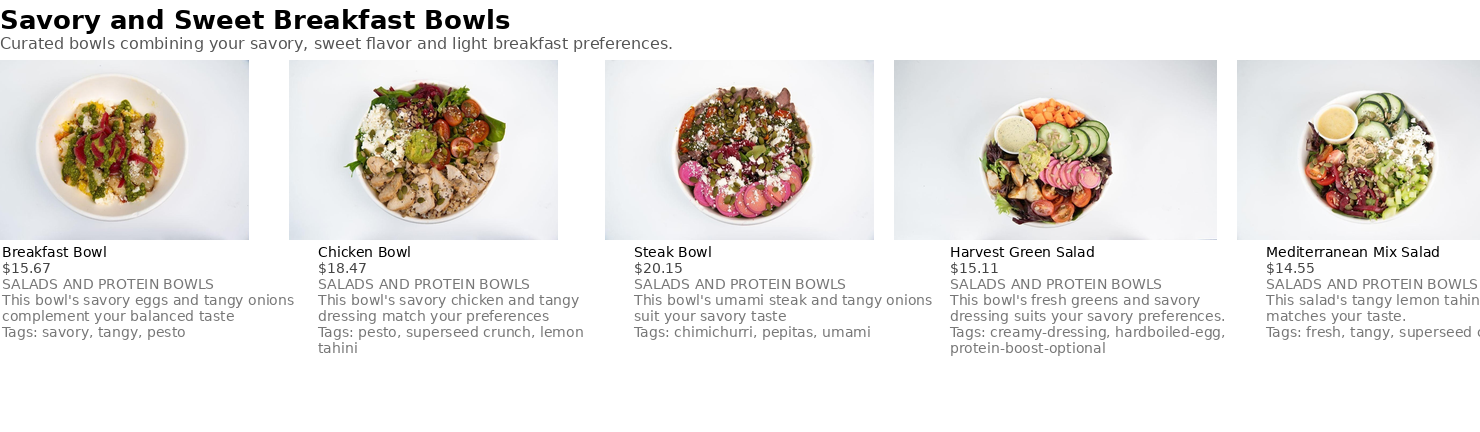 Savory and Sweet Breakfast Bowls
Curated bowls combining your savory, sweet flavor and light breakfast preferences.
Breakfast Bowl
$15.67
SALADS AND PROTEIN BOWLS
This bowl's savory eggs and tangy onions
complement your balanced taste
Tags: savory, tangy, pesto
Chicken Bowl
$18.47
SALADS AND PROTEIN BOWLS
This bowl's savory chicken and tangy
dressing match your preferences
Tags: pesto, superseed crunch, lemon
tahini
Steak Bowl
$20.15
SALADS AND PROTEIN BOWLS
This bowl's umami steak and tangy onions
suit your savory taste
Tags: chimichurri, pepitas, umami
Harvest Green Salad
$15.11
SALADS AND PROTEIN BOWLS
This bowl's fresh greens and savory
dressing suits your savory preferences.
Tags: creamy-dressing, hardboiled-egg,
protein-boost-optional
Mediterranean Mix Salad
$14.55
SALADS AND PROTEIN BOWLS
This salad's tangy lemon tahin
matches your taste.
Tags: fresh, tangy, superseed